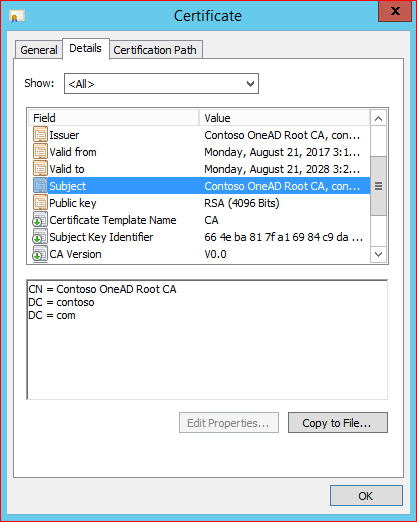 Certificate
General Details Certification Path
Show: <All>
Field Value
Issuer Contoso OneAD Root CA, con...
Valid from Monday, August 21, 2017 3:1...
Valid to Monday, August 21, 2028 3:2...
Subject Contoso OneAD Root CA, con...
Public key RSA (4096 Bits)
Certificate Template Name CA
Subject Key Identifier 66 4e ba 81 7f a1 69 84 c9 da ...
CA Version V0.0
CN = Contoso OneAD Root CA
DC = contoso
DC = com
Edit Properties... Copy to File...
OK